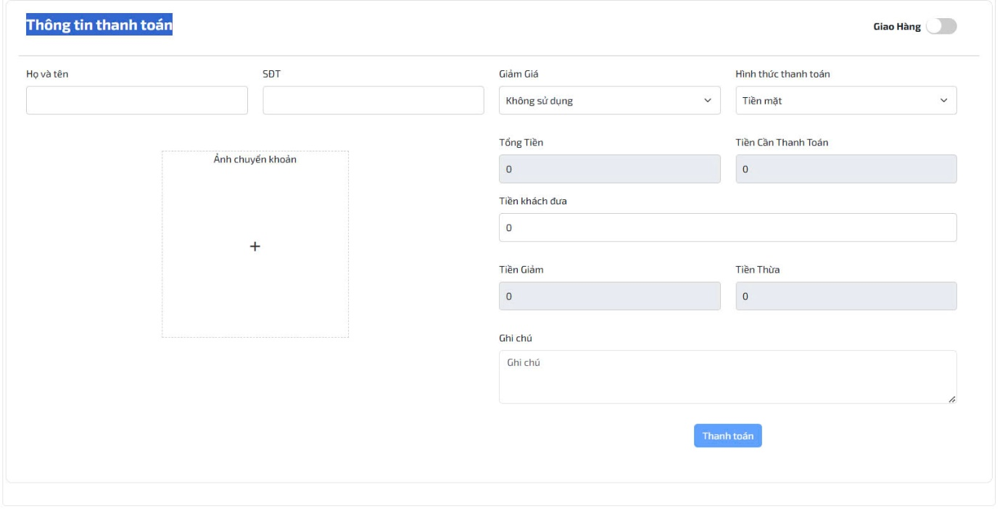 Thông tin thanh toán
Giao Hàng
Họ và tên
SĐT
Giảm Giá
Hình thức thanh toán
Không sử dụng
Tiền mặt
Ảnh chuyển khoản
+
Tổng Tiền
Tiền Cần Thanh Toán
0
0
Tiền khách đưa
0
Tiền Giảm
Tiền Thừa
0
0
Ghi chú
Ghi chú
Thanh toán